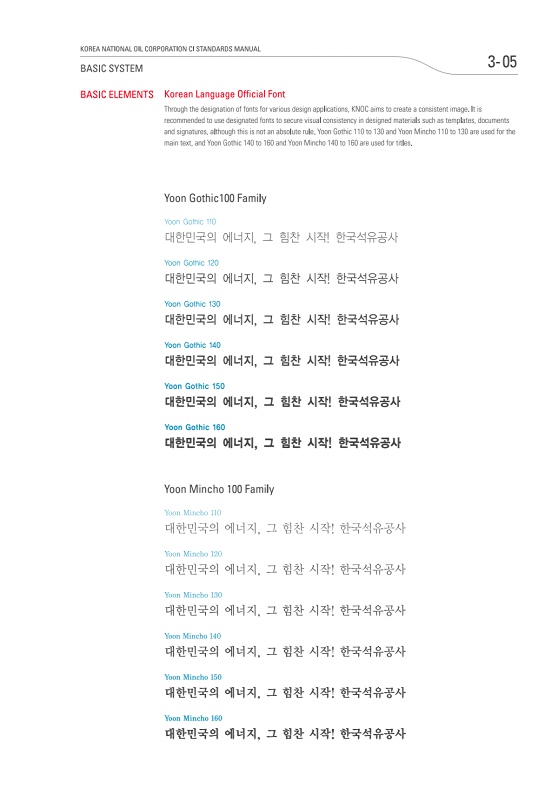 KOREA NATIONAL OIL CORPORATION CI STANDARDS MANUAL
3-05
BASIC SYSTEM
BASIC ELEMENTS
Korean Language Official Font
Through the designation of fonts for various design applications, KNOC aims to create a consistent image. It is
recommended to use designated fonts to secure visual consistency in designed materials such as templates, documents
and signatures, although this is not an absolute rule. Yoon Gothic 110 to 130 and Yoon Mincho 110 to 130 are used for the
main text, and Yoon Gothic 140 to 160 and Yoon Mincho 140 to 160 are used for titles.
Yoon Gothic100 Family
Yoon Gothic 110
대한민국의 에너지, 그 힘찬 시작! 한국석유공사
Yoon Gothic 120
대한민국의 에너지, 그 힘찬 시작! 한국석유공사
Yoon Gothic 130
대한민국의 에너지, 그 힘찬 시작! 한국석유공사
Yoon Gothic 140
대한민국의 에너지, 그 힘찬 시작! 한국석유공사
Yoon Gothic 150
대한민국의 에너지, 그 힘찬 시작! 한국석유공사
Yoon Gothic 160
대한민국의 에너지, 그 힘찬 시작! 한국석유공사
Yoon Mincho 100 Family
Yoon Mincho 110
대한민국의 에너지, 그 힘찬 시작! 한국석유공사
Yoon Mincho 120
대한민국의 에너지, 그 힘찬 시작! 한국석유공사
Yoon Mincho 130
대한민국의 에너지, 그 힘찬 시작! 한국석유공사
Yoon Mincho 140
대한민국의 에너지, 그 힘찬 시작! 한국석유공사
Yoon Mincho 150
대한민국의 에너지, 그 힘찬 시작! 한국석유공사
Yoon Mincho 160
대한민국의 에너지, 그 힘찬 시작! 한국석유공사